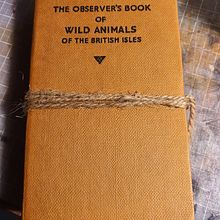 THE OBSERVER'S BOOK
OF
WILD ANIMALS
OF THE BRITISH ISLES